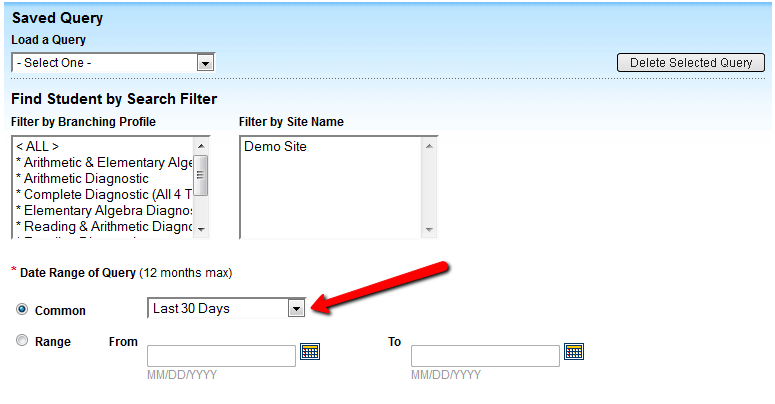 Saved Query
Load a Query
- Select One -
Delete Selected Query
Find Student by Search Filter
Filter by Branching Profile Filter by Site Name
< ALL > Demo Site
* Arithmetic & Elementary Alge
* Arithmetic Diagnostic
* Complete Diagnostic (All 4 T
* Elementary Algebra Diagno
* Reading & Arithmetic Diagno
* Date Range of Query (12 months max)
Common Last 30 Days
Range From To
MM/DD/YYYY MM/DD/YYYY